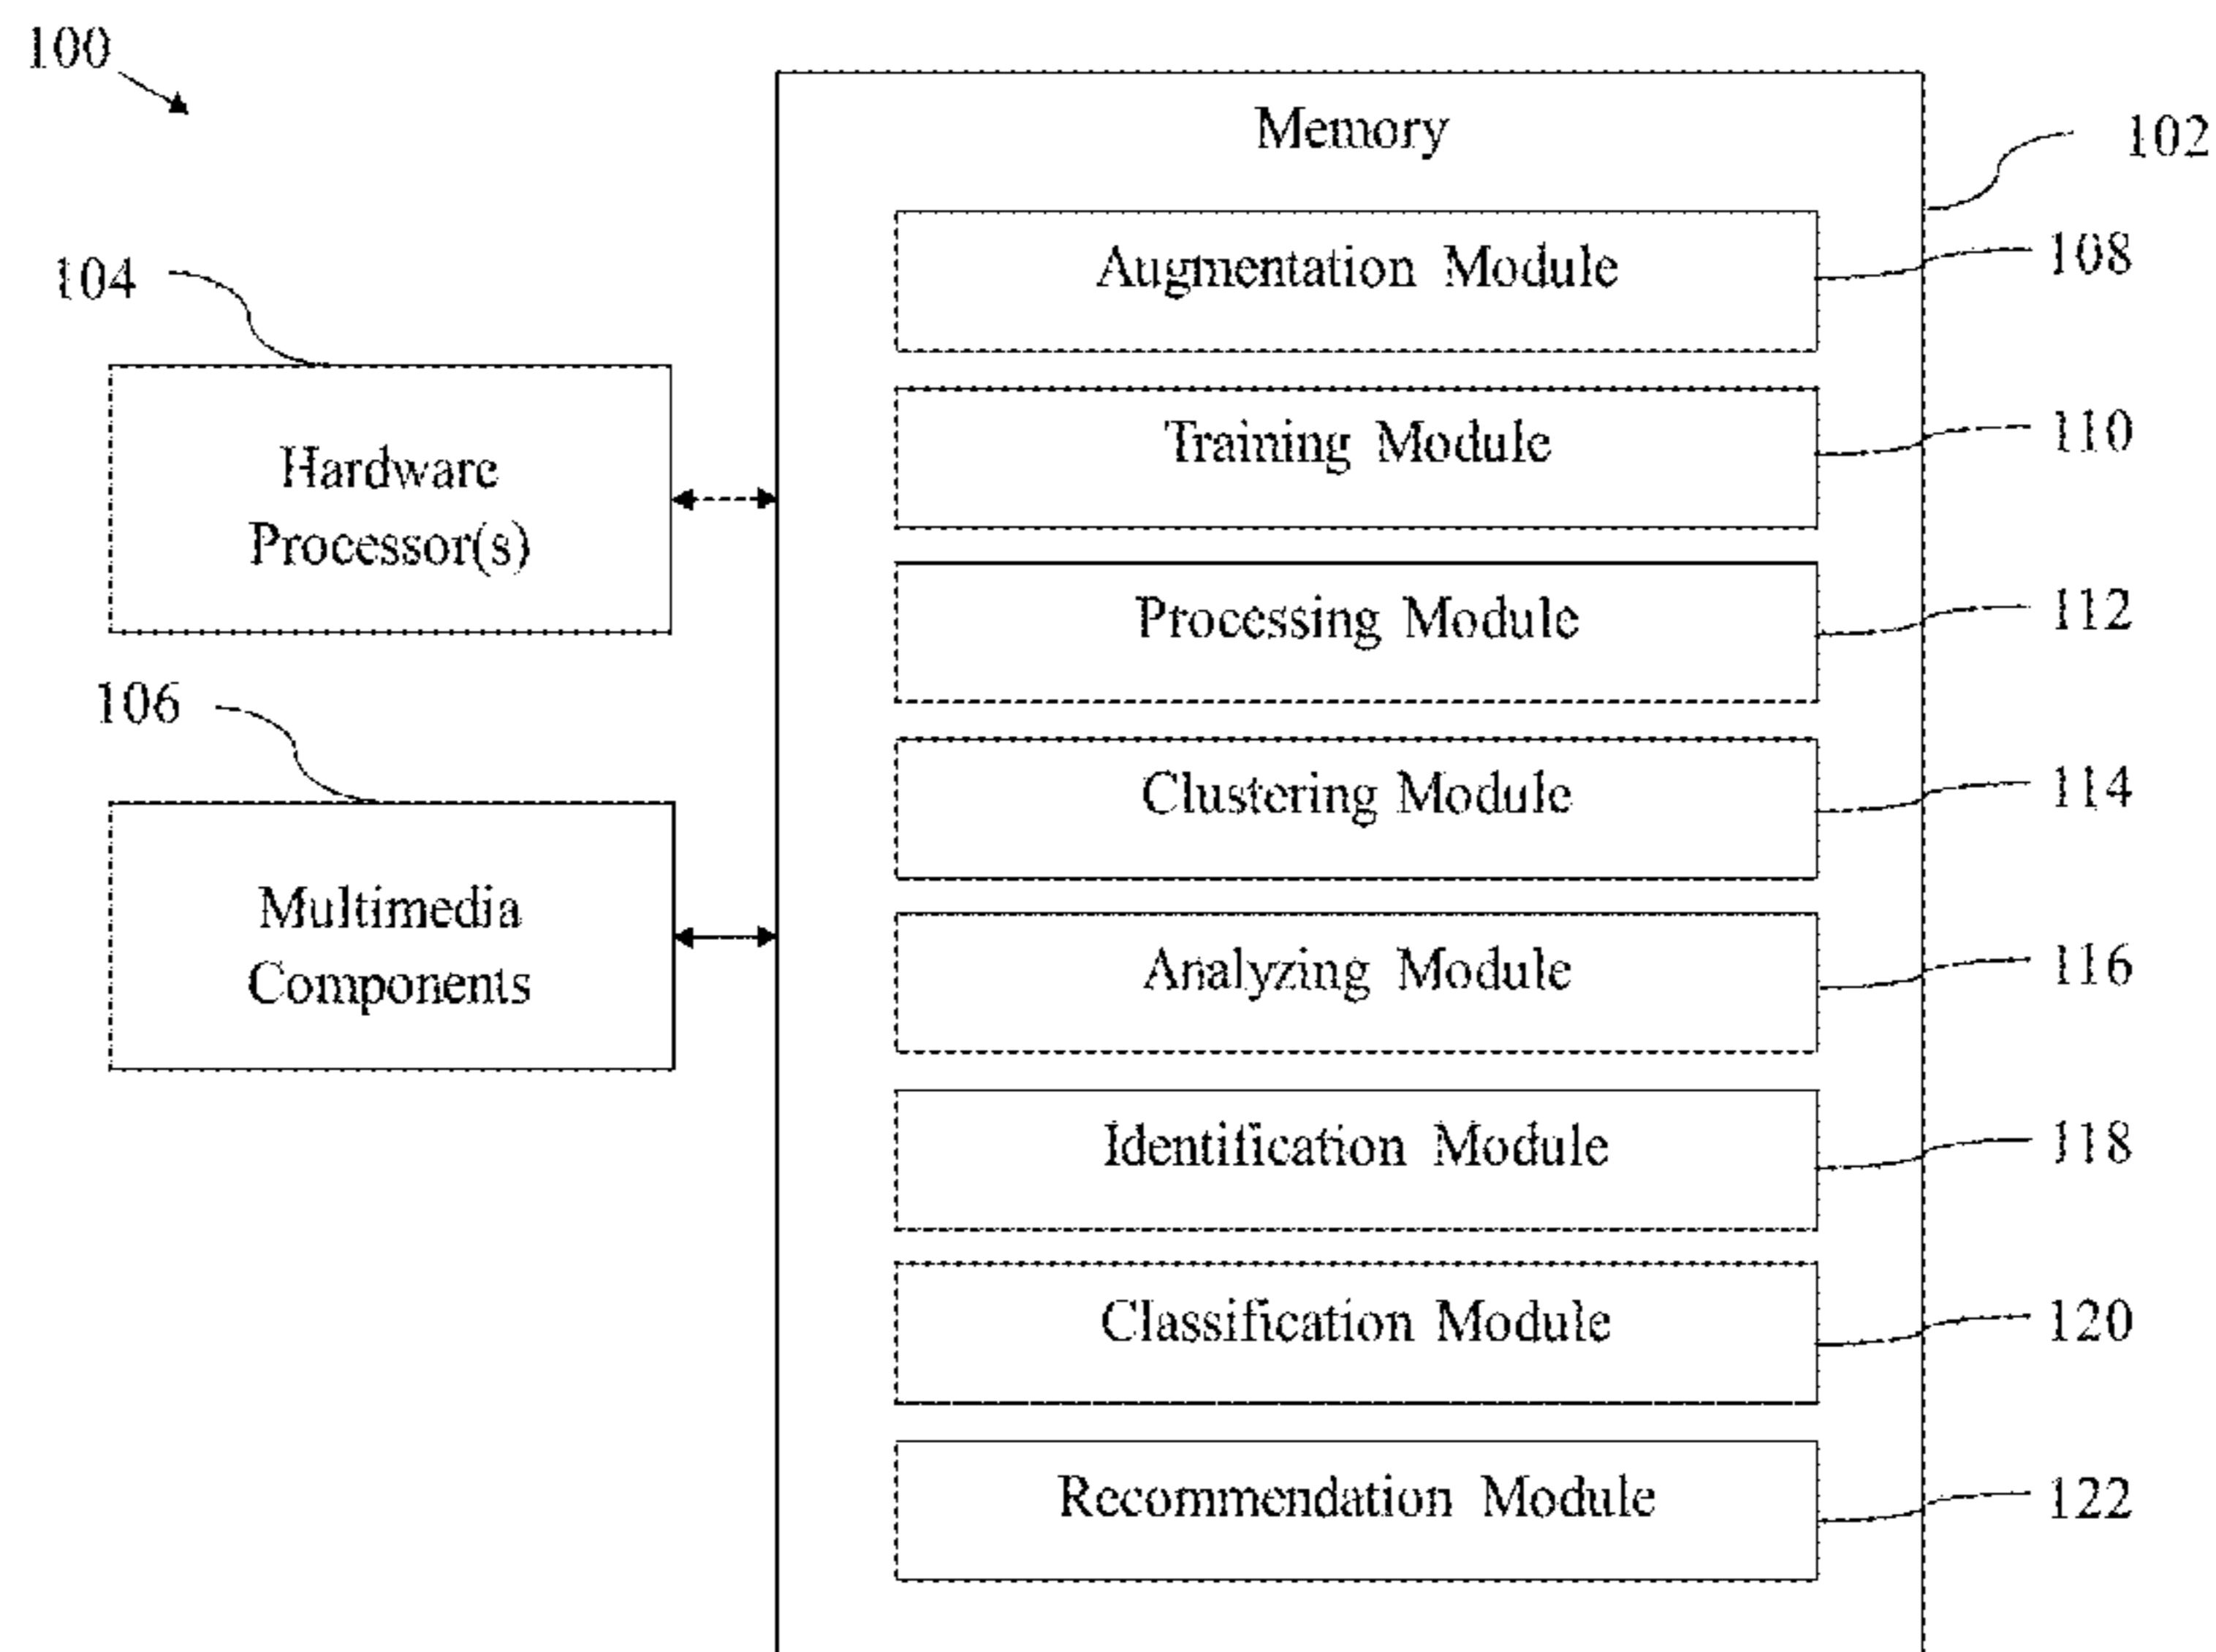 100
Memory
102
Augmentation Module
108
104
Hardware
Processor(s)
Training Module
110
Processing Module
112
106
Multimedia
Components
Clustering Module
114
Analyzing Module
116
Identification Module
118
Classification Module
120
Recommendation Module
122